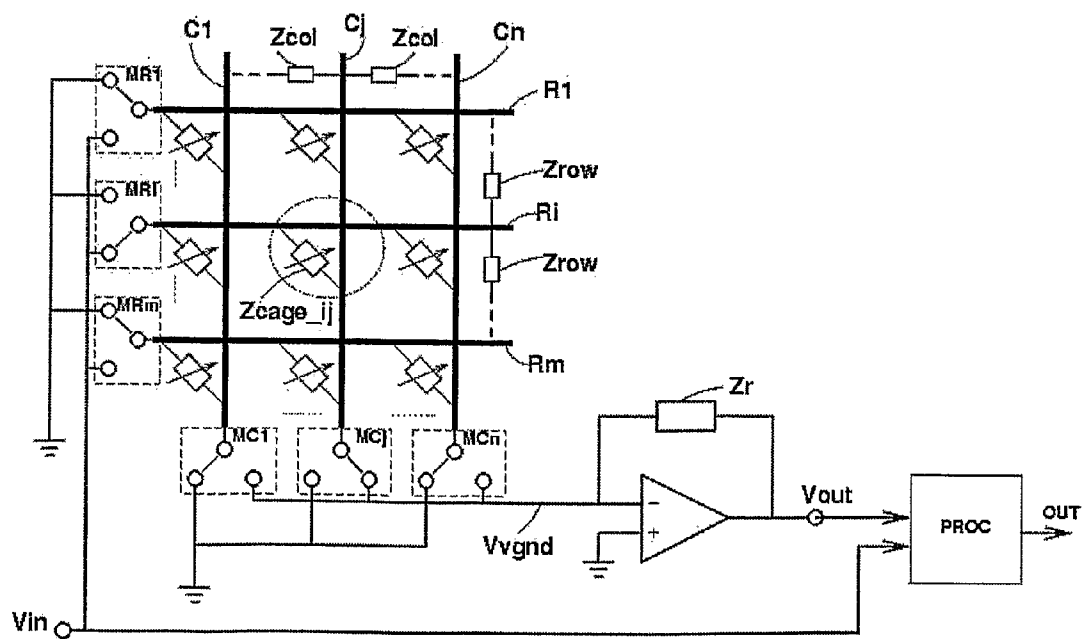 C1
Zcol
Cj
Zcol
Cn
MR1
R1
Zrow
MRi
Ri
Zrow
Zcage_ij
MRm
Rm
Zr
MC1
MCj
MCn
Vout
OUT
PROC
Vvgnd
Vin